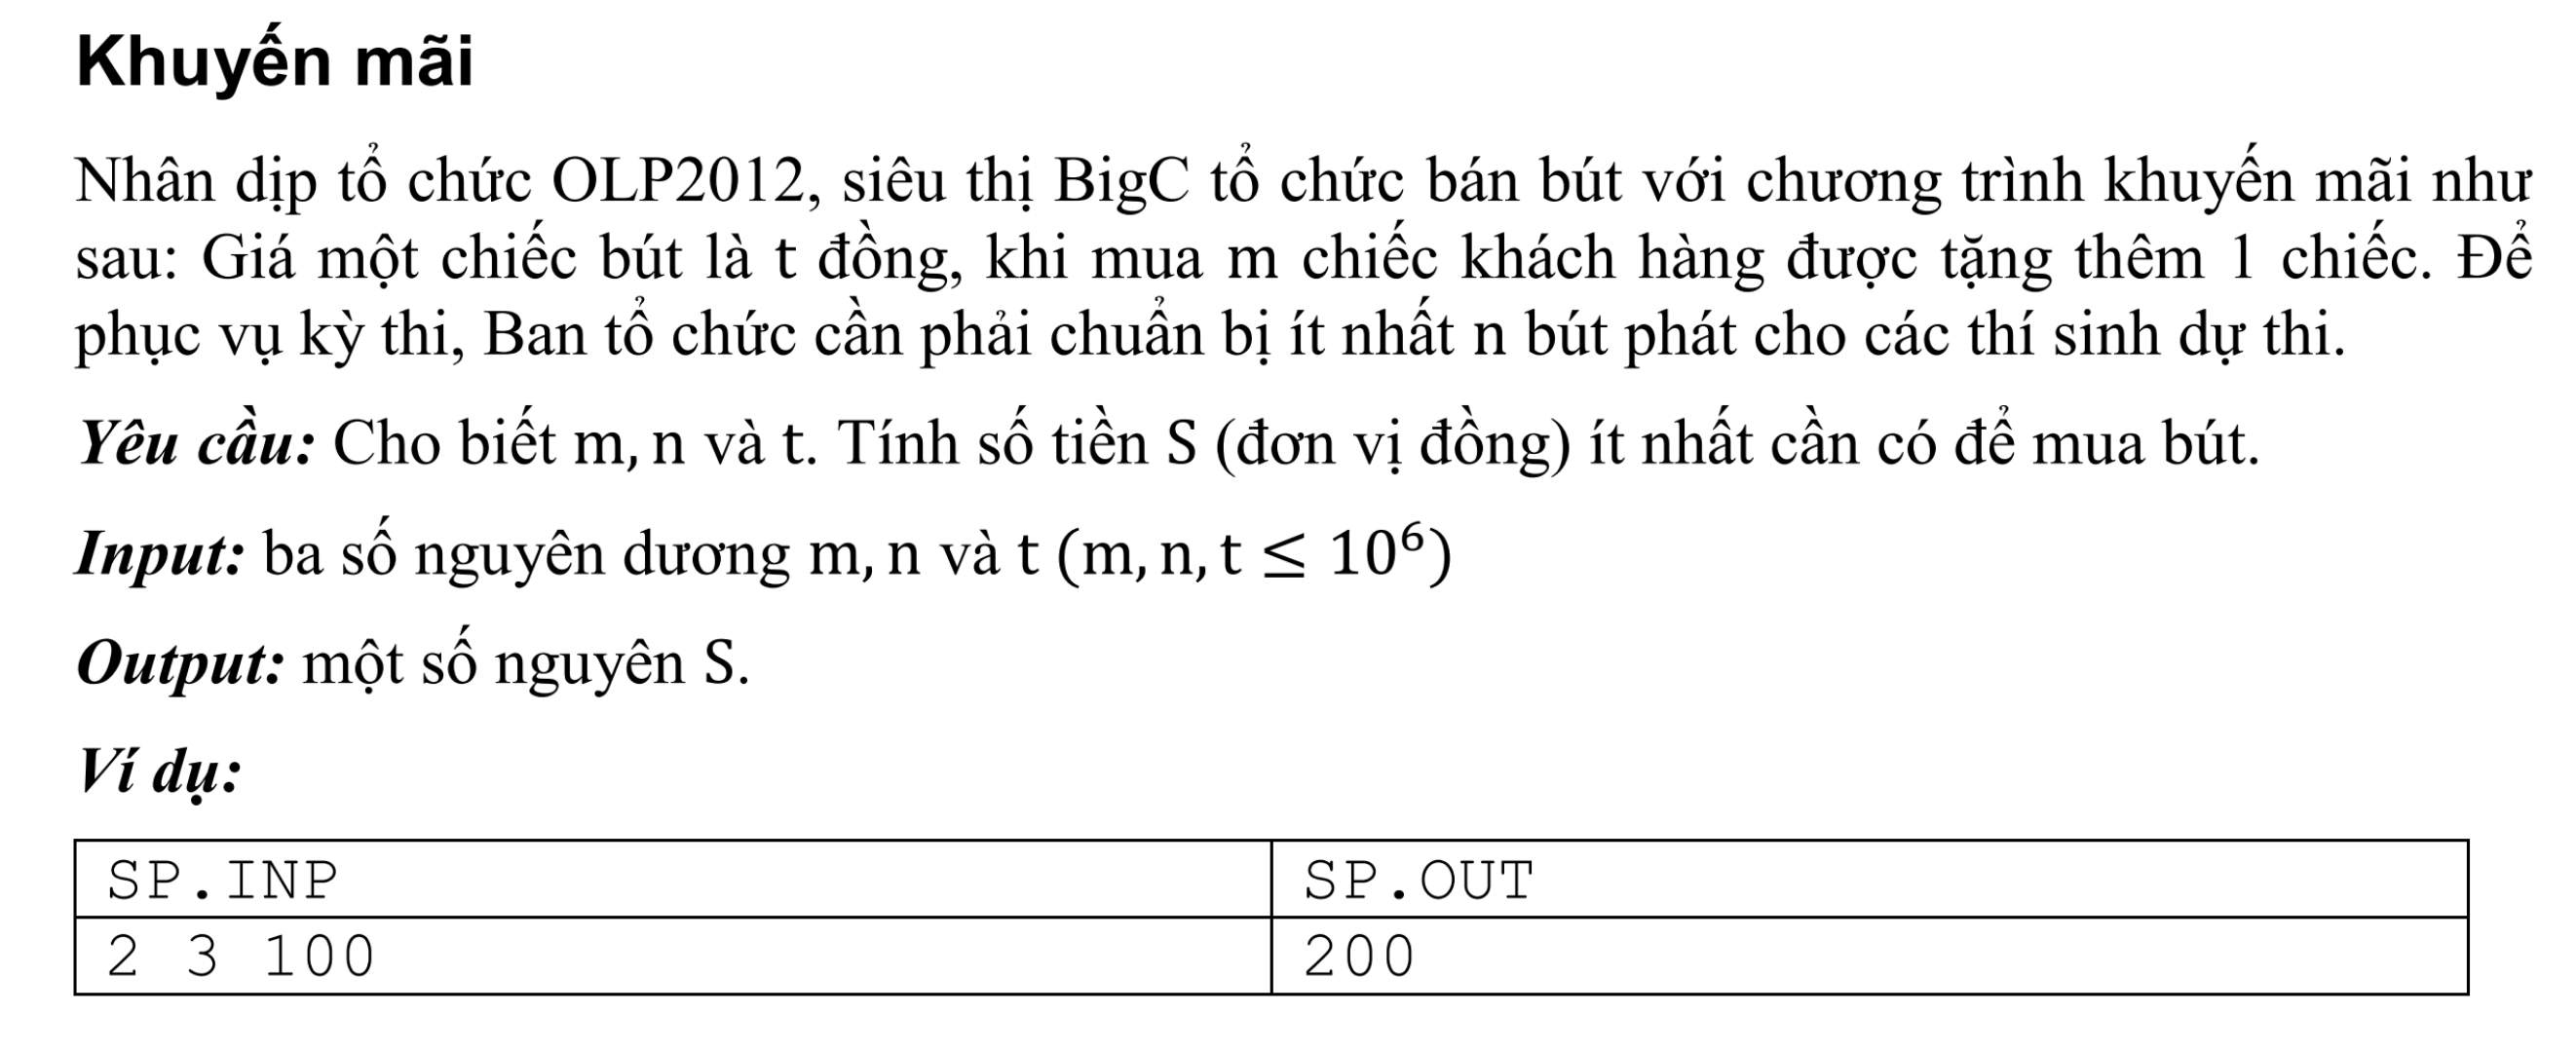 Khuyến mãi
Nhân dịp tổ chức OLP2012, siêu thị BigC tổ chức bán bút với chương trình khuyến mãi như
sau: Giá một chiếc bút là t đồng, khi mua m chiếc khách hàng được tặng thêm 1 chiếc. Để
phục vụ kỳ thi, Ban tổ chức cần phải chuẩn bị ít nhất n bút phát cho các thí sinh dự thi.
Yêu cầu: Cho biết m, n và t. Tính số tiền S (đơn vị đồng) ít nhất cần có để mua bút.
Input: ba số nguyên dương m, n và t (m, n, t ≤ 10⁶)
Output: một số nguyên S.
Ví dụ:
SP.INP SP.OUT
2 3 100 200